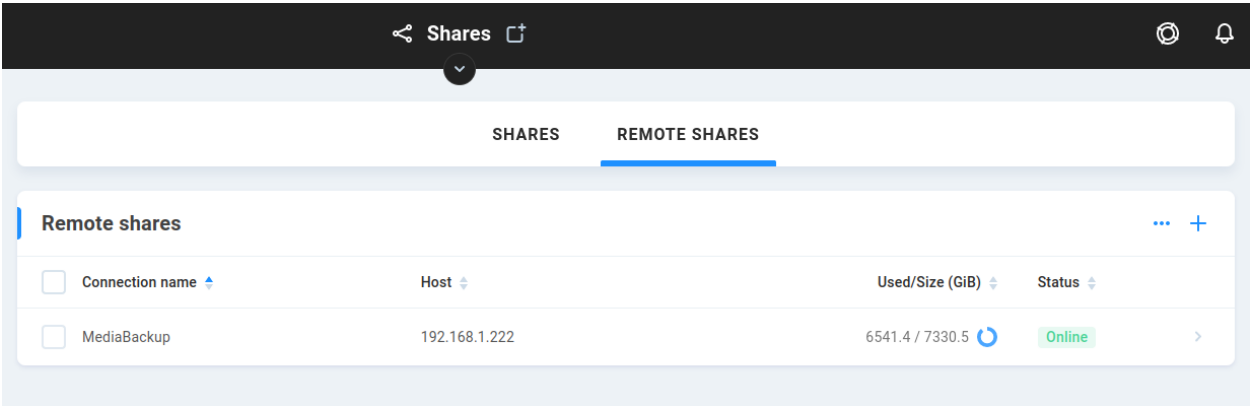 Shares
SHARES REMOTE SHARES
Remote shares
Connection name Host Used/Size (GiB) Status
MediaBackup 192.168.1.222 6541.4 / 7330.5 Online